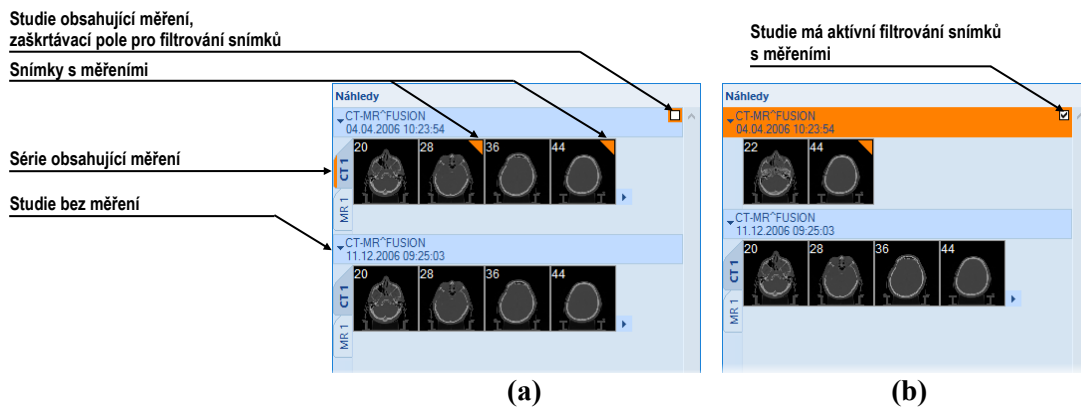 Studie obsahující měření,
zaškrtávací pole pro filtrování snímků
Snímky s měřeními
Série obsahující měření
Studie bez měření
Náhledy
CT-MR^FUSION
04.04.2006 10:23:54
20 28 36 44
CT 1
MR 1
CT-MR^FUSION
11.12.2006 09:25:03
20 28 36 44
CT 1
MR 1
(a)
Studie má aktívní filtrování snímků
s měřeními
Náhledy
CT-MR^FUSION
04.04.2006 10:23:54
22 44
CT-MR^FUSION
11.12.2006 09:25:03
20 28 36 44
CT 1
MR 1
(b)